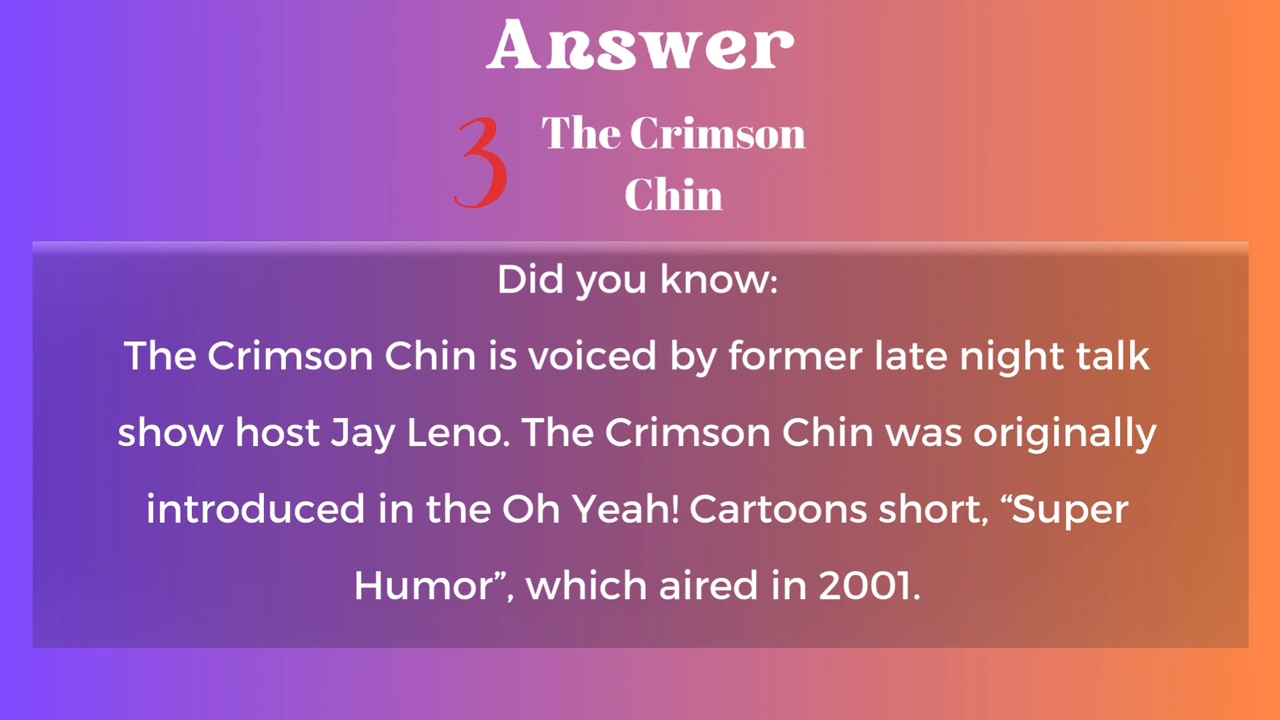 Answer
3
The Crimson
Chin
Did you know:
The Crimson Chin is voiced by former late night talk
show host Jay Leno. The Crimson Chin was originally
introduced in the Oh Yeah! Cartoons short, “Super
Humor”, which aired in 2001.